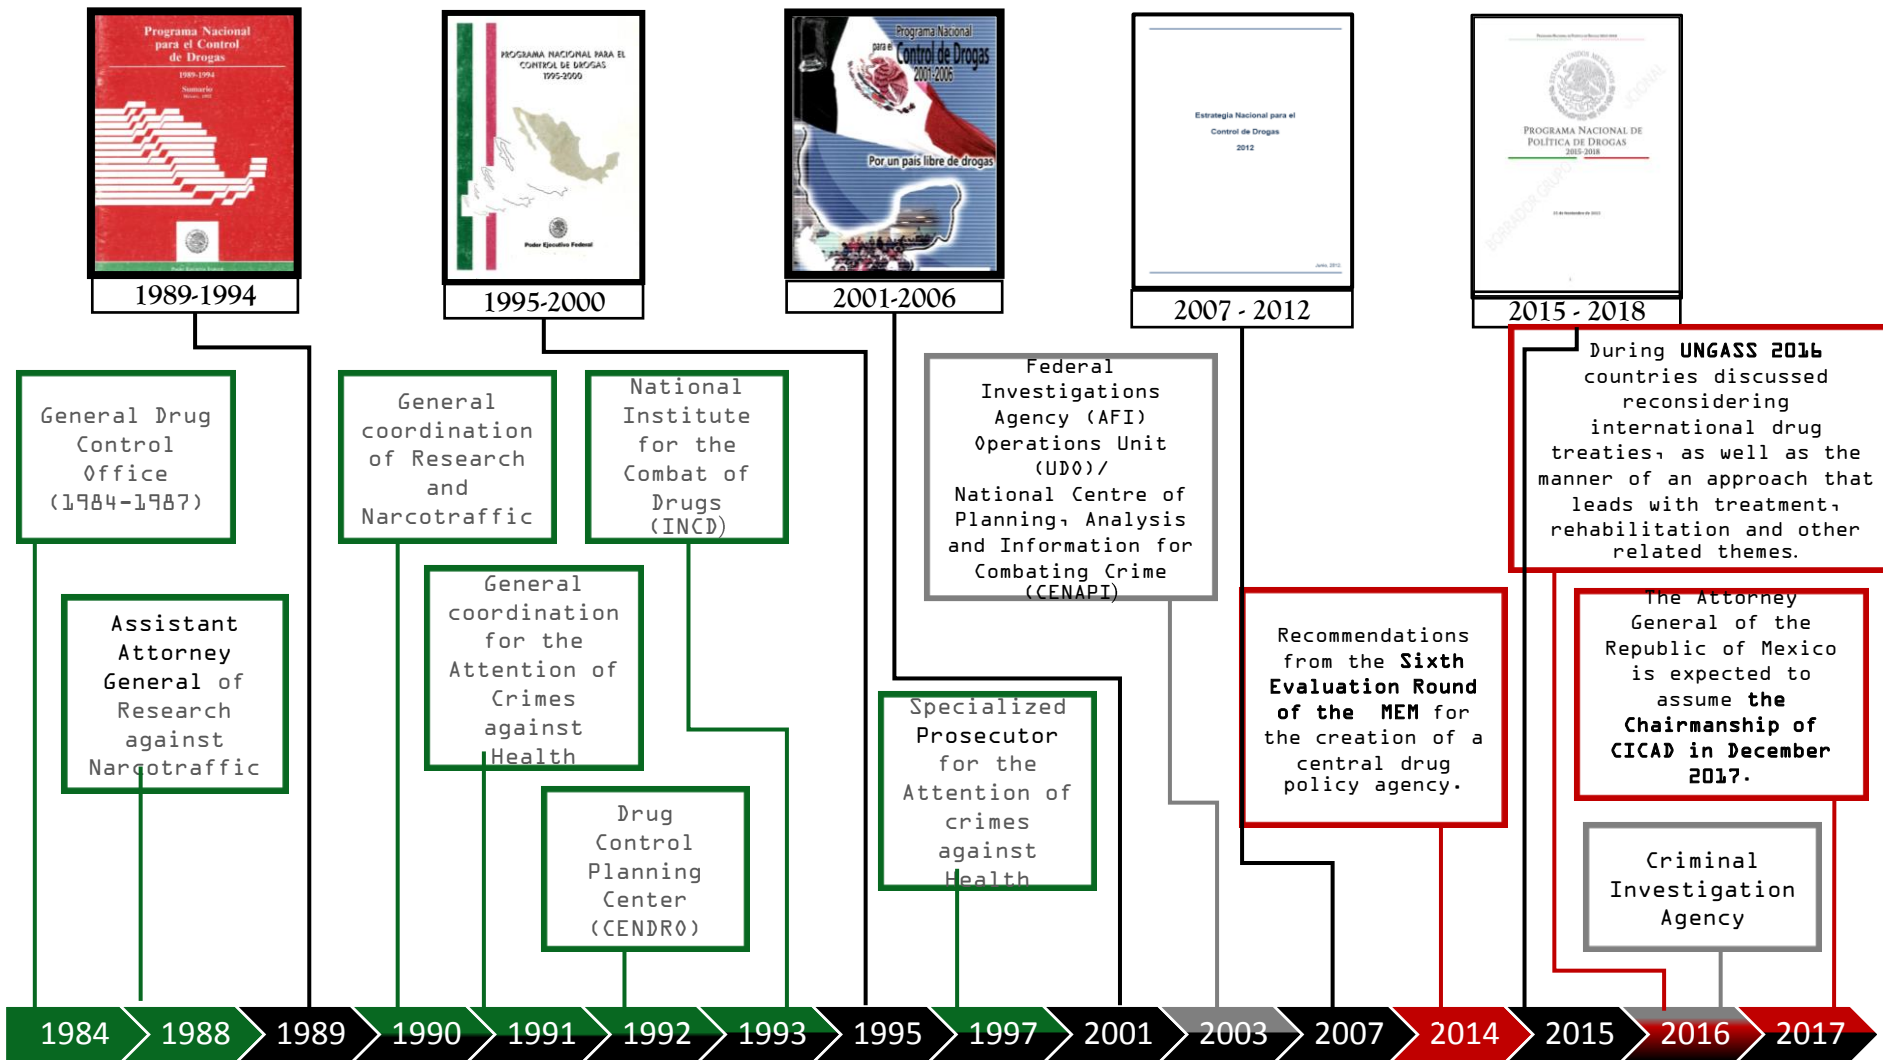 Programa Nacional
para el Control
de Drogas
1989-1994
Sumario
1989-1994
PROGRAMA NACIONAL PARA EL
CONTROL DE DROGAS
1995-2000
Poder Ejecutivo Federal
1995-2000
Programa Nacional
para el Control de Drogas
2001-2006
Por un país libre de drogas
2001-2006
Estrategia Nacional para el
Control de Drogas
2012
Junio, 2012
2007 - 2012
ESTADOS UNIDOS MEXICANOS
PROGRAMA NACIONAL DE
POLÍTICA DE DROGAS
2015-2018
BORRADOR GRUPO
2015 - 2018
General Drug
Control
Office
(1984-1987)
Assistant
Attorney
General of
Research
against
Narcotraffic
General
coordination
of Research
and
Narcotraffic
General
coordination
for the
Attention of
Crimes
against
Health
National
Institute
for the
Combat of
Drugs
(INCD)
Drug
Control
Planning
Center
(CENDRO)
Specialized
Prosecutor
for the
Attention of
crimes
against
Health
Federal
Investigations
Agency (AFI)
Operations Unit
(UDO)/
National Centre of
Planning, Analysis
and Information for
Combating Crime
(CENAPI)
Recommendations
from the Sixth
Evaluation Round
of the MEM for
the creation of a
central drug
policy agency.
During UNGASS 2016
countries discussed
reconsidering
international drug
treaties, as well as the
manner of an approach that
leads with treatment,
rehabilitation and other
related themes.
The Attorney
General of the
Republic of Mexico
is expected to
assume the
Chairmanship of
CICAD in December
2017.
Criminal
Investigation
Agency
1984
1988
1989
1990
1991
1992
1993
1995
1997
2001
2003
2007
2014
2015
2016
2017